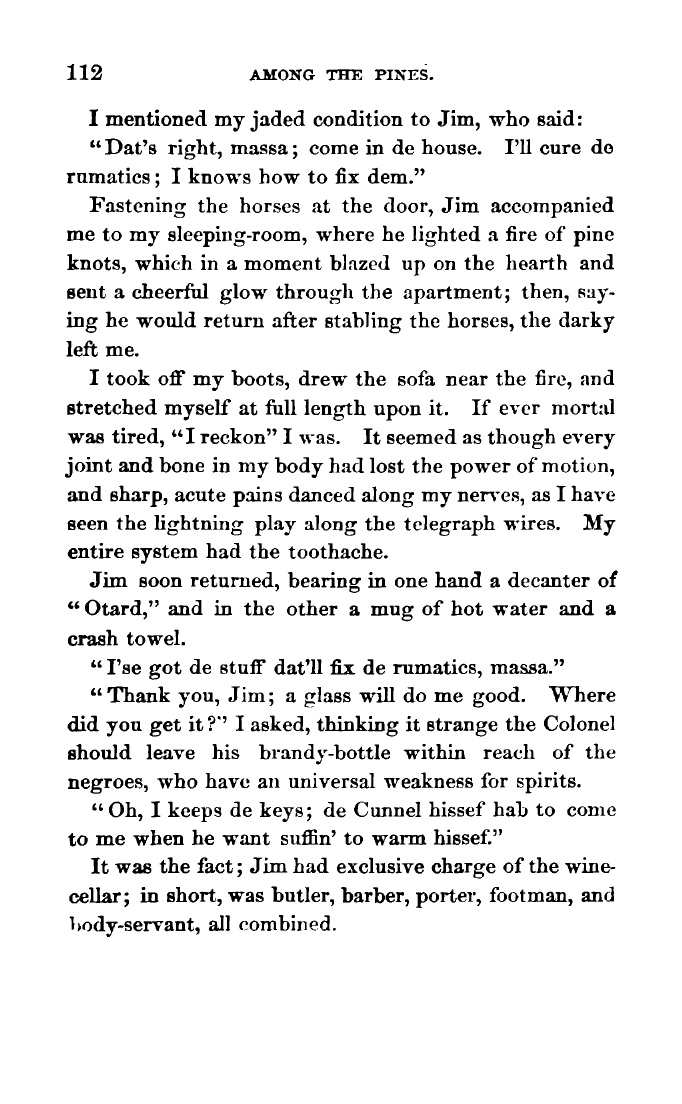 112 AMONG THE PINES.
I mentioned my jaded condition to Jim, who said:
“Dat’s right, massa; come in de house. I’ll cure de
rumatics; I knows how to fix dem.”
Fastening the horses at the door, Jim accompanied
me to my sleeping-room, where he lighted a fire of pine
knots, which in a moment blazed up on the hearth and
sent a cheerful glow through the apartment; then, say-
ing he would return after stabling the horses, the darky
left me.
I took off my boots, drew the sofa near the fire, and
stretched myself at full length upon it. If ever mortal
was tired, “I reckon” I was. It seemed as though every
joint and bone in my body had lost the power of motion,
and sharp, acute pains danced along my nerves, as I have
seen the lightning play along the telegraph wires. My
entire system had the toothache.
Jim soon returned, bearing in one hand a decanter of
“Otard,” and in the other a mug of hot water and a
crash towel.
“I’se got de stuff dat’ll fix de rumatics, massa.”
“Thank you, Jim; a glass will do me good. Where
did you get it?” I asked, thinking it strange the Colonel
should leave his brandy-bottle within reach of the
negroes, who have an universal weakness for spirits.
“Oh, I keeps de keys; de Cunnel hissef hab to come
to me when he want suffin’ to warm hissef.”
It was the fact; Jim had exclusive charge of the wine-
cellar; in short, was butler, barber, porter, footman, and
body-servant, all combined.